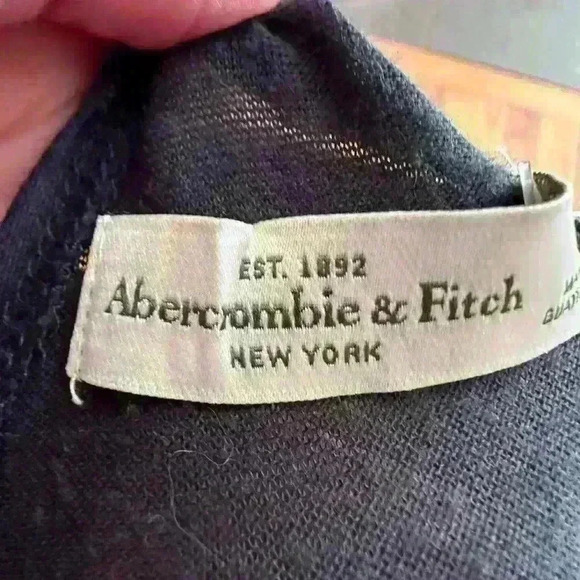 EST. 1892
Abercrombie & Fitch
NEW YORK